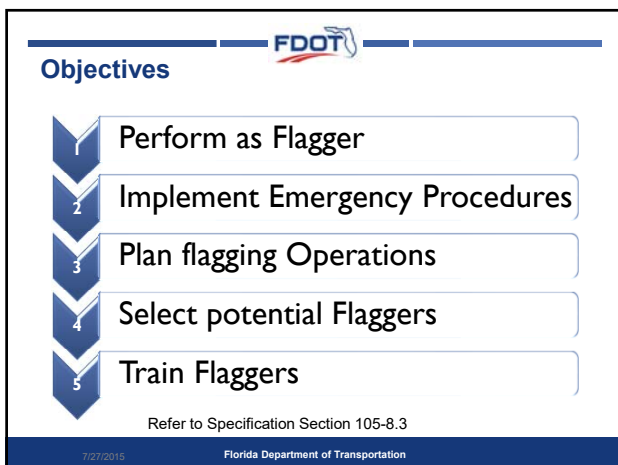 FDOT
Objectives
1 Perform as Flagger
2 Implement Emergency Procedures
3 Plan flagging Operations
4 Select potential Flaggers
5 Train Flaggers
Refer to Specification Section 105-8.3
7/27/2015 Florida Department of Transportation